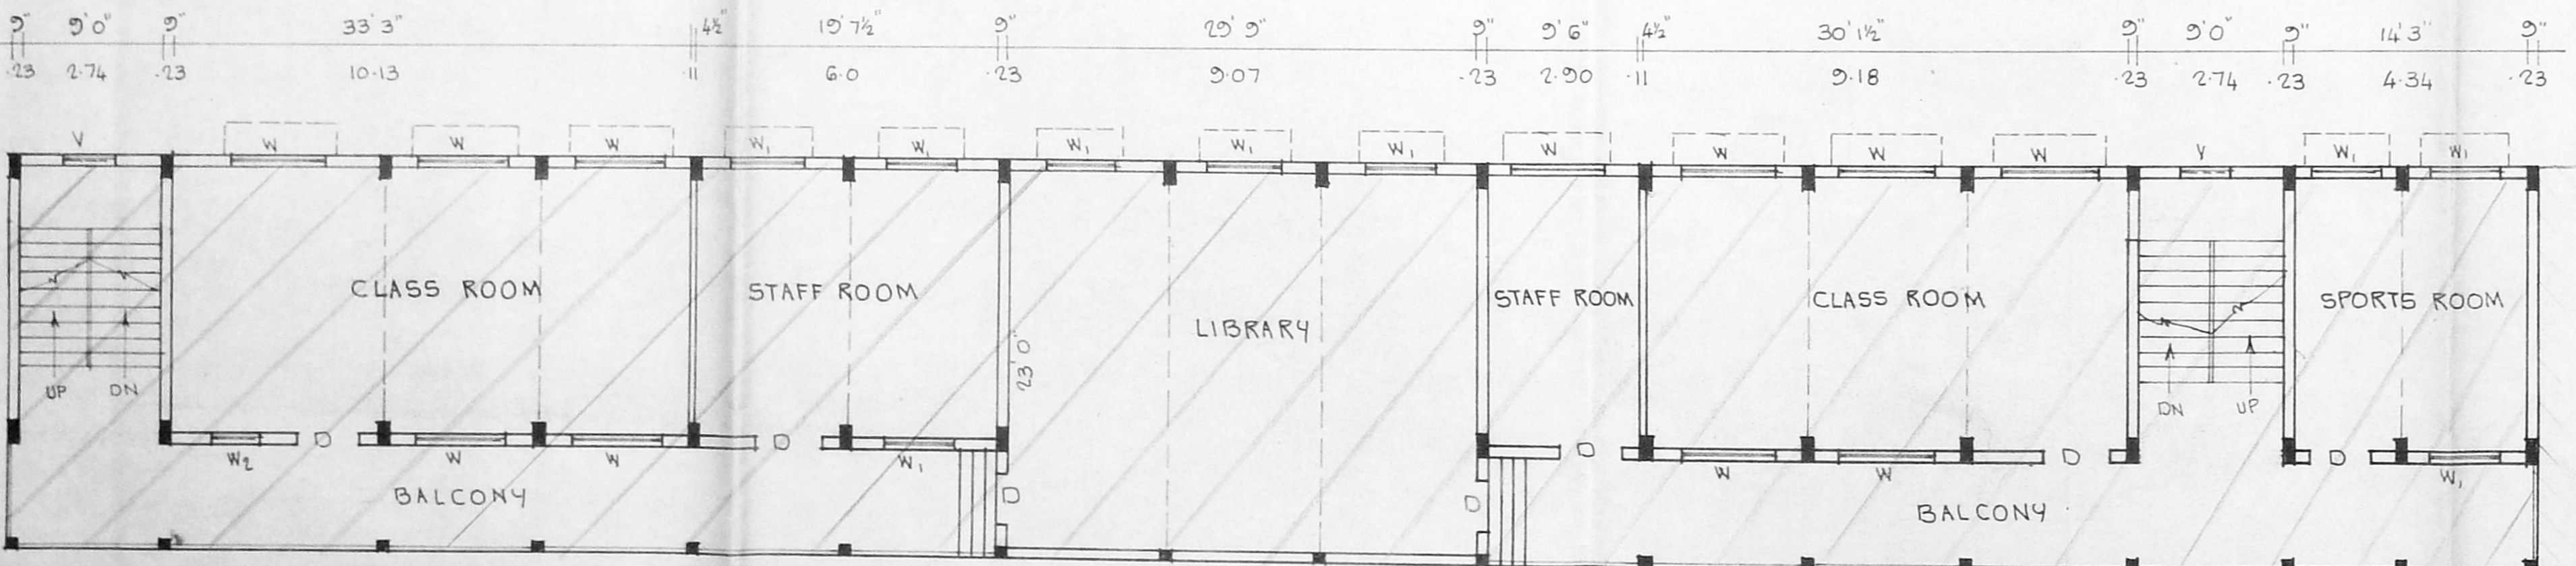 9" 9'0" 9" 33'3" 4½" 19'7½" 9" 29'9" 9" 9'6" 4½" 30'1½" 9" 9'0" 9" 14'3" 9"
.23 2.74 .23 10.13 .11 6.0 .23 9.07 .23 2.90 .11 9.18 .23 2.74 .23 4.34 .23
V W W W W1 W1 W1 W1 W1 W W W W V W1 W1
CLASS ROOM STAFF ROOM LIBRARY STAFF ROOM CLASS ROOM SPORTS ROOM
23'0"
UP DN DN UP
D D D D D
W2 W W W1 W W W1
D D
BALCONY BALCONY